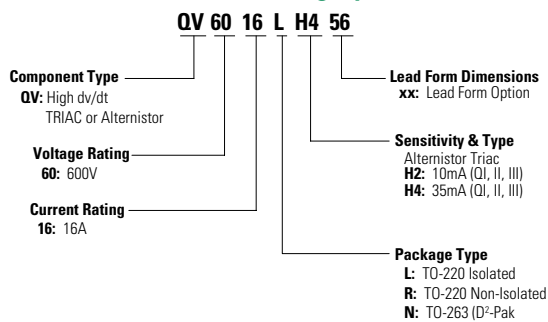 QV 60 16 L H4 56
Component Type
QV: High dv/dt
TRIAC or Alternistor
Voltage Rating
60: 600V
Current Rating
16: 16A
Lead Form Dimensions
xx: Lead Form Option
Sensitivity & Type
Alternistor Triac
H2: 10mA (QI, II, III)
H4: 35mA (QI, II, III)
Package Type
L: TO-220 Isolated
R: TO-220 Non-Isolated
N: TO-263 (D²-Pak